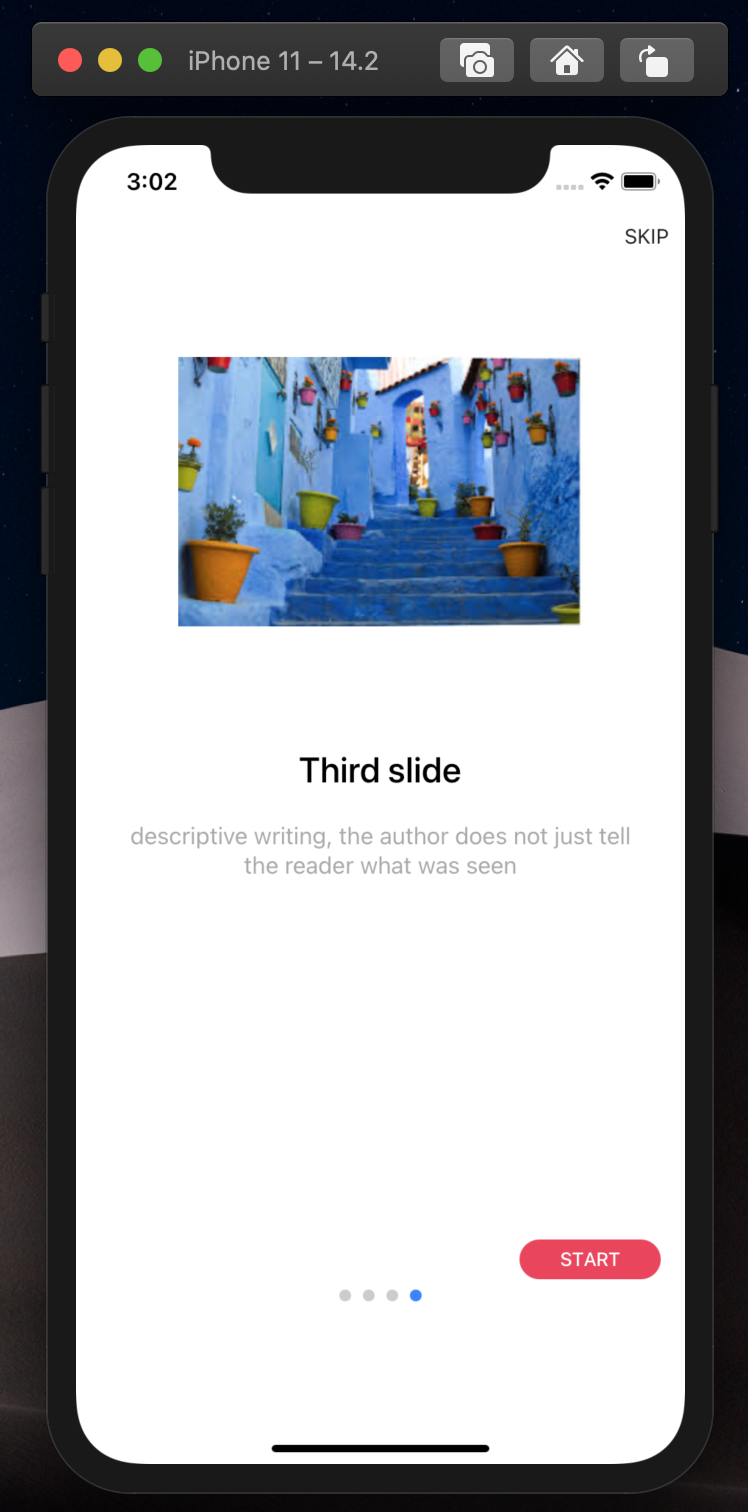 iPhone 11 – 14.2
3:02
SKIP
Third slide
descriptive writing, the author does not just tell
the reader what was seen
START